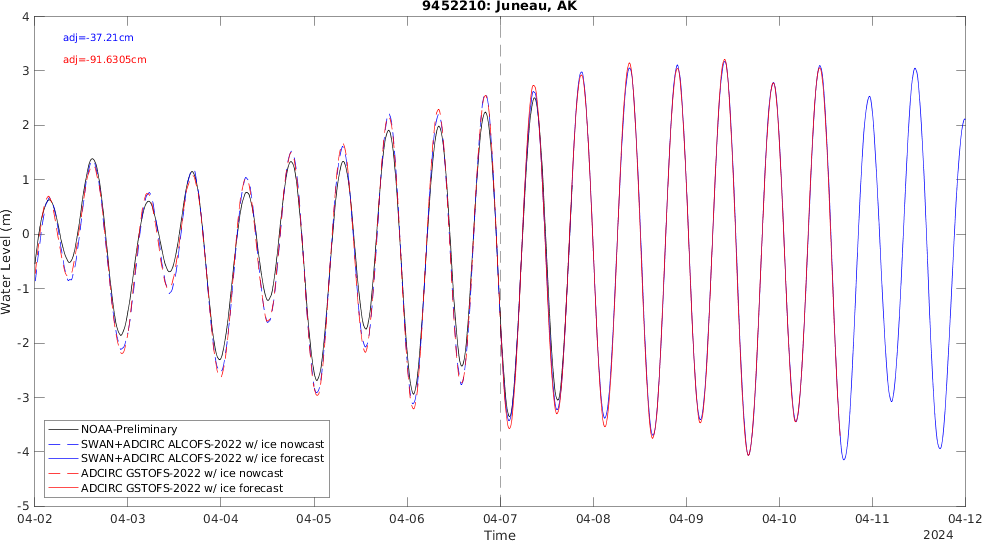 9452210: Juneau, AK
adj=-37.21cm
adj=-91.6305cm
Water Level (m)
4
3
2
1
0
-1
-2
-3
-4
-5
NOAA-Preliminary
SWAN+ADCIRC ALCOFS-2022 w/ ice nowcast
SWAN+ADCIRC ALCOFS-2022 w/ ice forecast
ADCIRC GSTOFS-2022 w/ ice nowcast
ADCIRC GSTOFS-2022 w/ ice forecast
04-02 04-03 04-04 04-05 04-06 04-07 04-08 04-09 04-10 04-11 04-12
Time
2024